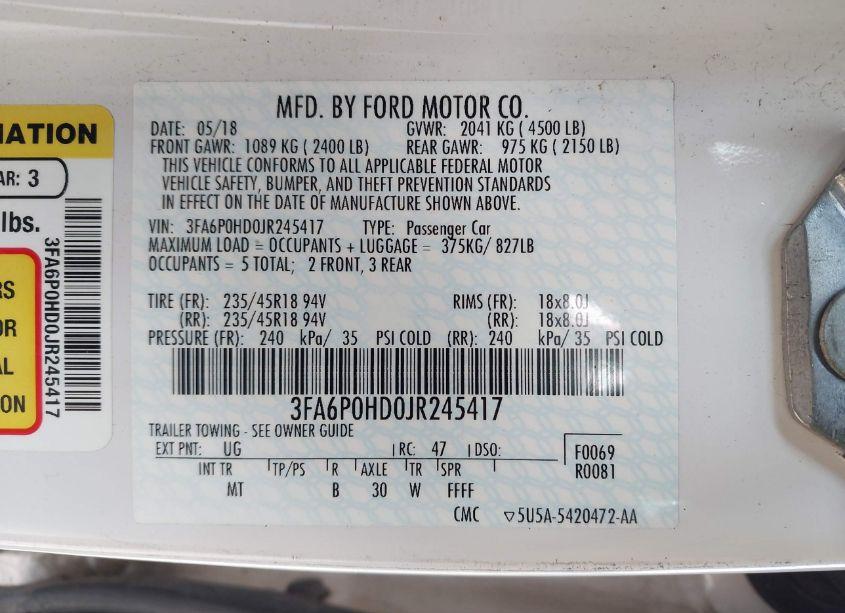 MATION
AR: 3
lbs.
RS
OR
AL
ION
3FA6P0HD0JR245417
MFD. BY FORD MOTOR CO.
DATE: 05/18 GVWR: 2041 KG ( 4500 LB)
FRONT GAWR: 1089 KG ( 2400 LB) REAR GAWR: 975 KG ( 2150 LB)
THIS VEHICLE CONFORMS TO ALL APPLICABLE FEDERAL MOTOR
VEHICLE SAFETY, BUMPER, AND THEFT PREVENTION STANDARDS
IN EFFECT ON THE DATE OF MANUFACTURE SHOWN ABOVE.
VIN: 3FA6P0HD0JR245417 TYPE: Passenger Car
MAXIMUM LOAD = OCCUPANTS + LUGGAGE = 375KG/ 827LB
OCCUPANTS = 5 TOTAL; 2 FRONT, 3 REAR
TIRE (FR): 235/45R18 94V RIMS (FR): 18x8.0J
(RR): 235/45R18 94V (RR): 18x8.0J
PRESSURE (FR): 240 kPa/ 35 PSI COLD (RR): 240 kPa/ 35 PSI COLD
3FA6P0HD0JR245417
TRAILER TOWING - SEE OWNER GUIDE
EXT PNT: UG RC: 47 DSO: F0069
R0081
INT TR TP/PS R AXLE TR SPR
MT B 30 W FFFF
CMC ▽5U5A-5420472-AA